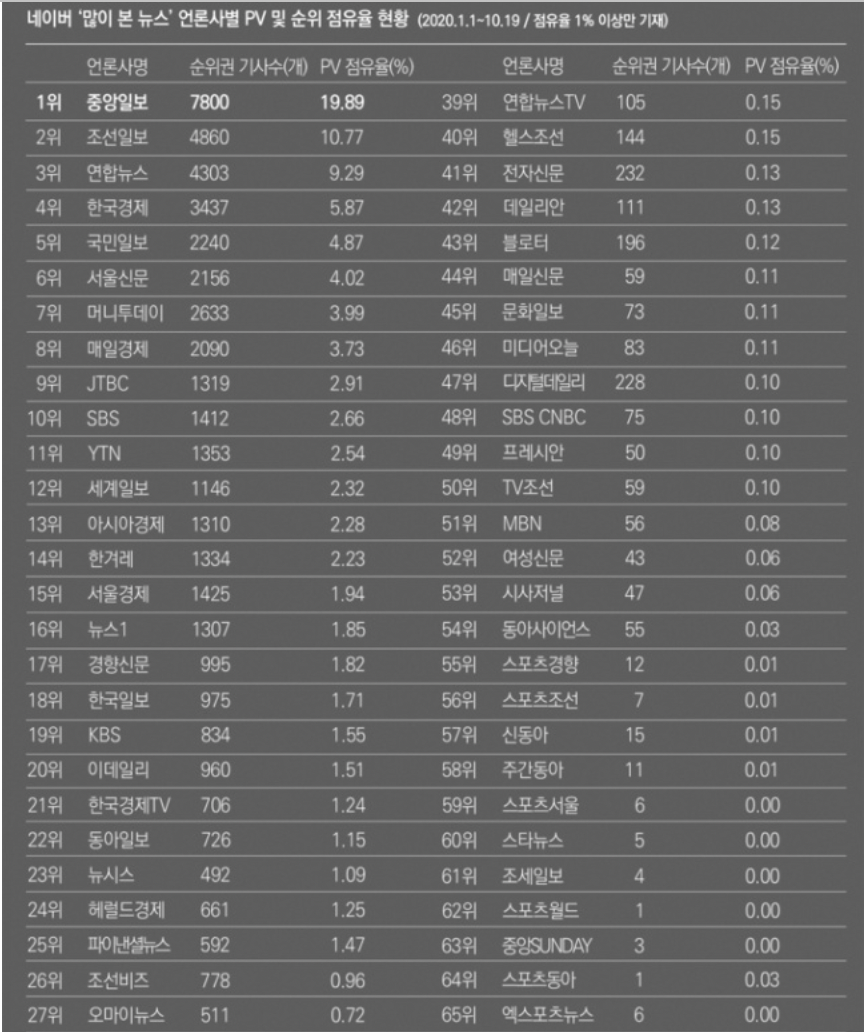 네이버 ‘많이 본 뉴스’ 언론사별 PV 및 순위 점유율 현황 (2020.1.1~10.19 / 점유율 1% 이상만 기재)
언론사명 순위권 기사수(개) PV 점유율(%) 언론사명 순위권 기사수(개) PV 점유율(%)
1위 중앙일보 7800 19.89 39위 연합뉴스TV 105 0.15
2위 조선일보 4860 10.77 40위 헬스조선 144 0.15
3위 연합뉴스 4303 9.29 41위 전자신문 232 0.13
4위 한국경제 3437 5.87 42위 데일리안 111 0.13
5위 국민일보 2240 4.87 43위 블로터 196 0.12
6위 서울신문 2156 4.02 44위 매일신문 59 0.11
7위 머니투데이 2633 3.99 45위 문화일보 73 0.11
8위 매일경제 2090 3.73 46위 미디어오늘 83 0.11
9위 JTBC 1319 2.91 47위 디지털데일리 228 0.10
10위 SBS 1412 2.66 48위 SBS CNBC 75 0.10
11위 YTN 1353 2.54 49위 프레시안 50 0.10
12위 세계일보 1146 2.32 50위 TV조선 59 0.10
13위 아시아경제 1310 2.28 51위 MBN 56 0.08
14위 한겨레 1334 2.23 52위 여성신문 43 0.06
15위 서울경제 1425 1.94 53위 시사저널 47 0.06
16위 뉴스1 1307 1.85 54위 동아사이언스 55 0.03
17위 경향신문 995 1.82 55위 스포츠경향 12 0.01
18위 한국일보 975 1.71 56위 스포츠조선 7 0.01
19위 KBS 834 1.55 57위 신동아 15 0.01
20위 이데일리 960 1.51 58위 주간동아 11 0.01
21위 한국경제TV 706 1.24 59위 스포츠서울 6 0.00
22위 동아일보 726 1.15 60위 스타뉴스 5 0.00
23위 뉴시스 492 1.09 61위 조세일보 4 0.00
24위 헤럴드경제 661 1.25 62위 스포츠월드 1 0.00
25위 파이낸셜뉴스 592 1.47 63위 중앙SUNDAY 3 0.00
26위 조선비즈 778 0.96 64위 스포츠동아 1 0.03
27위 오마이뉴스 511 0.72 65위 엑스포츠뉴스 6 0.00